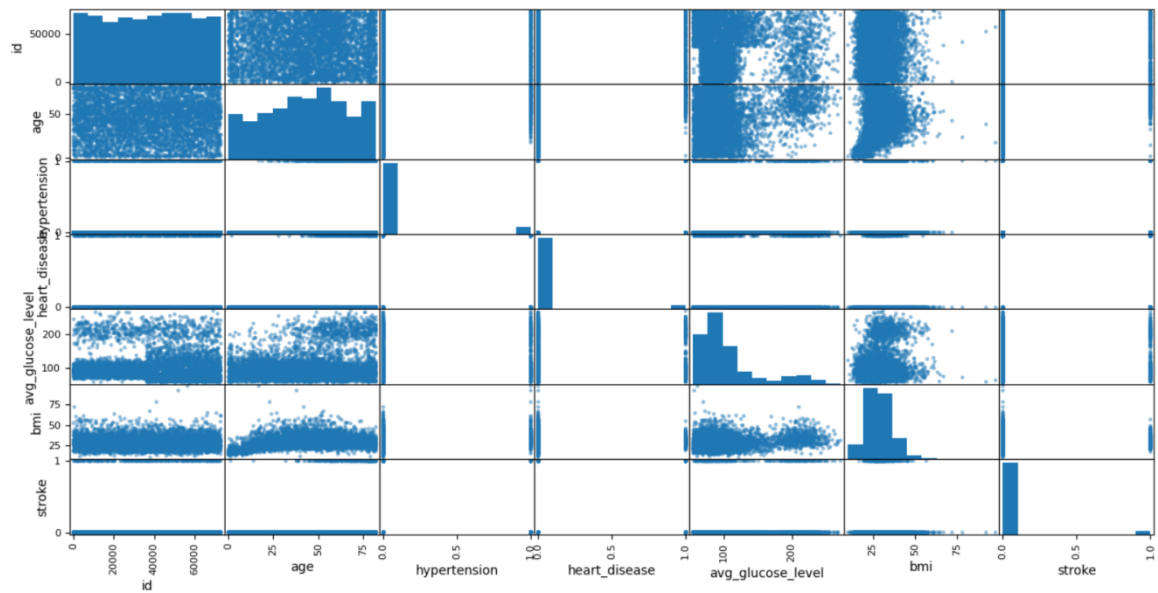 id
50000
0
age
50
0
hypertension
1
0
heart_disease
1
0
avg_glucose_level
200
100
bmi
75
50
25
stroke
1
0
0 20000 40000 60000 0 25 50 75 0.0 0.5 1.0 0.0 0.5 1.0 100 200 25 50 75 0.0 0.5 1.0
id age hypertension heart_disease avg_glucose_level bmi stroke